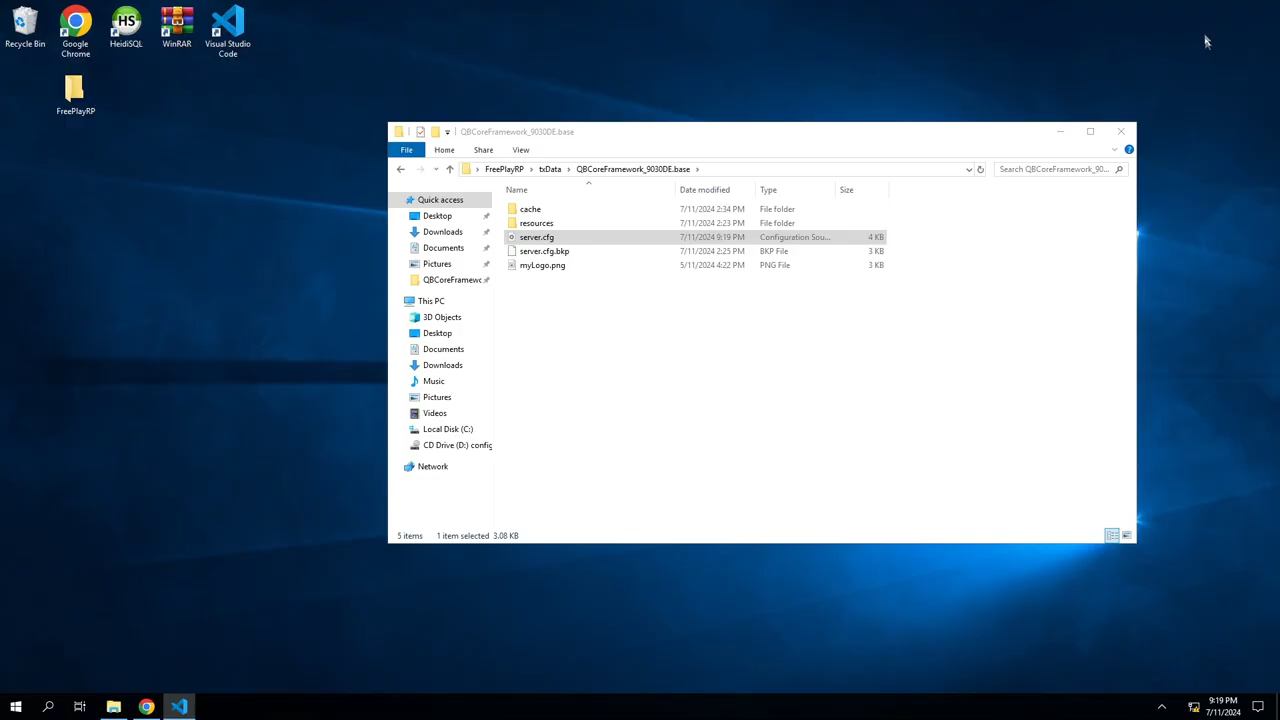 Recycle Bin
Google
Chrome
HeidiSQL
WinRAR
Visual Studio
Code
FreePlayRP
QBCoreFramework_9030DE.base
File
Home
Share
View
FreePlayRP
txData
QBCoreFramework_9030DE.base
Search QBCoreFramework_90...
Name
Date modified
Type
Size
cache
7/11/2024 2:34 PM
File folder
resources
7/11/2024 2:23 PM
File folder
server.cfg
7/11/2024 9:19 PM
Configuration Sou...
4 KB
server.cfg.bkp
7/11/2024 2:25 PM
BKP File
3 KB
myLogo.png
5/11/2024 4:22 PM
PNG File
3 KB
Quick access
Desktop
Downloads
Documents
Pictures
QBCoreFramewo
This PC
3D Objects
Desktop
Documents
Downloads
Music
Pictures
Videos
Local Disk (C:)
CD Drive (D:) config
Network
5 items
1 item selected
3.08 KB
9:19 PM
7/11/2024